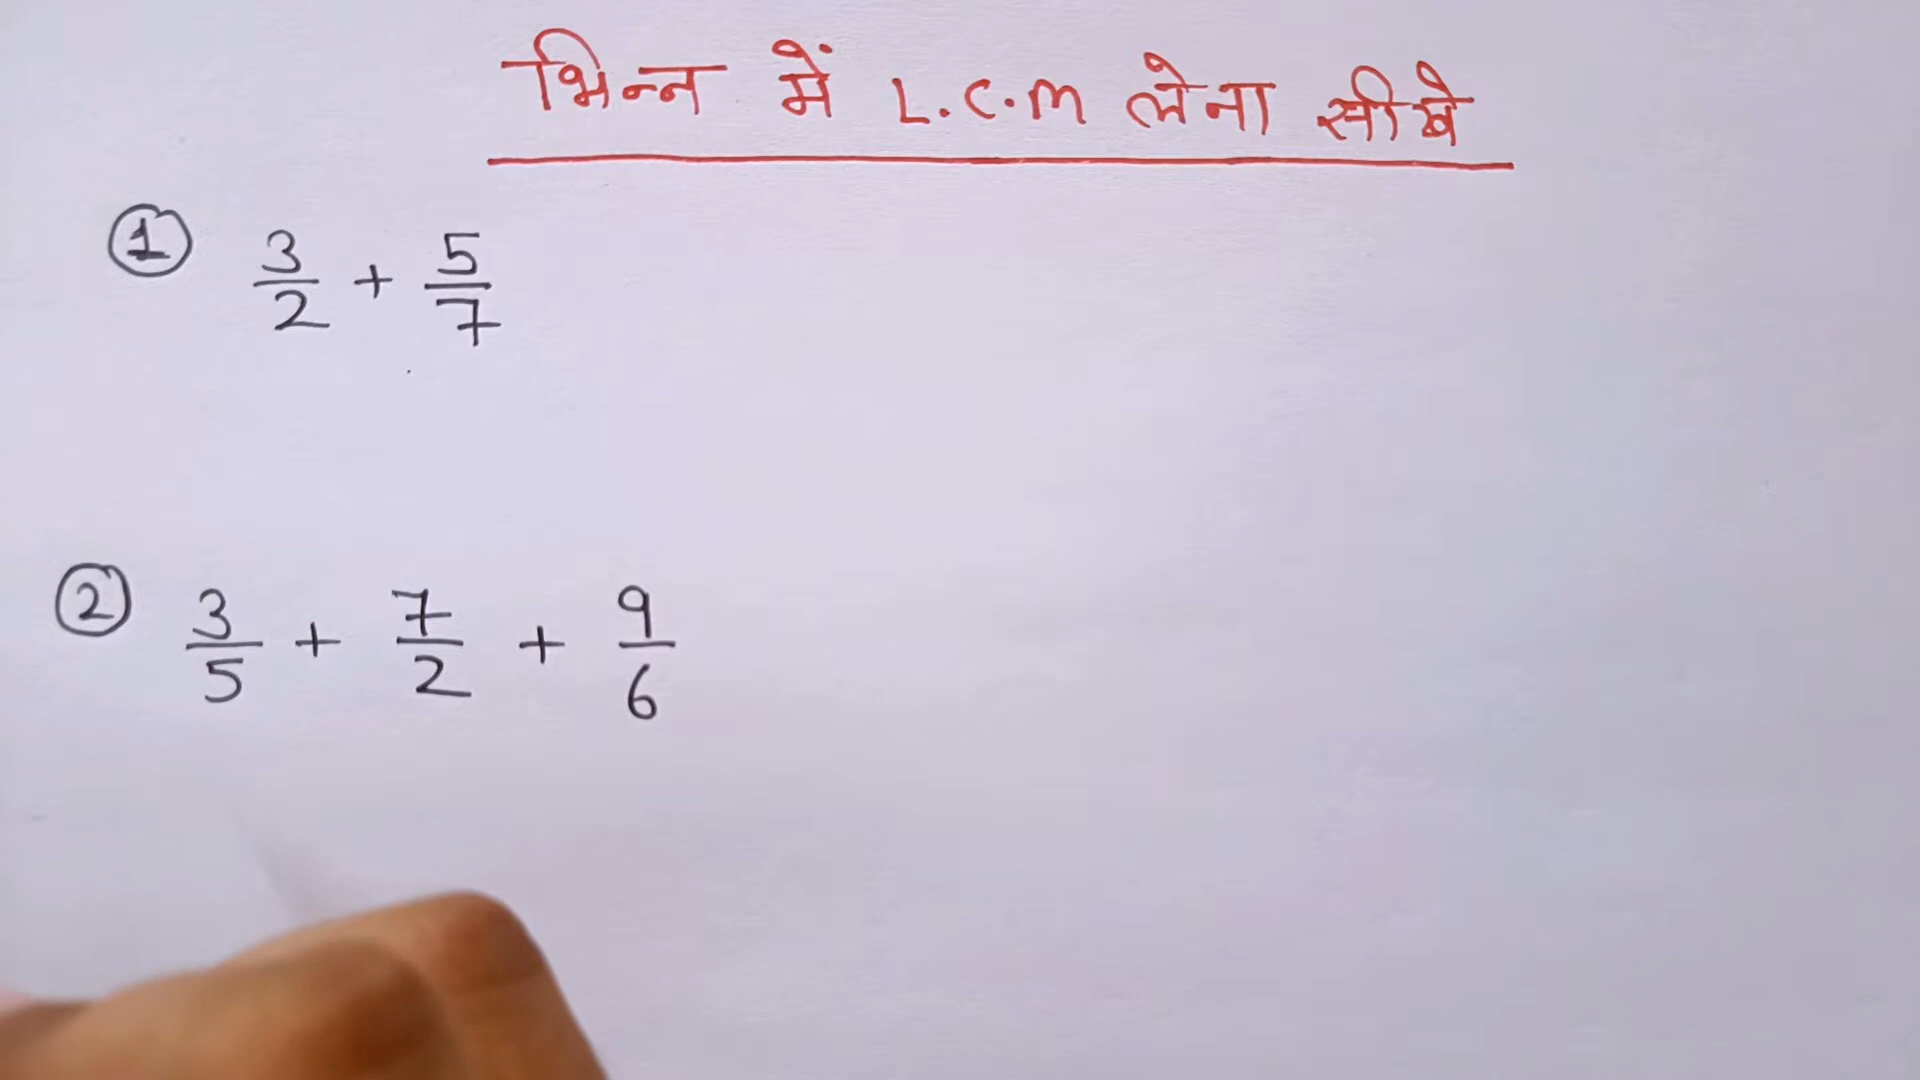 भिन्न में L.C.M लेना सीखे
① 3/2 + 5/7
② 3/5 + 7/2 + 9/6